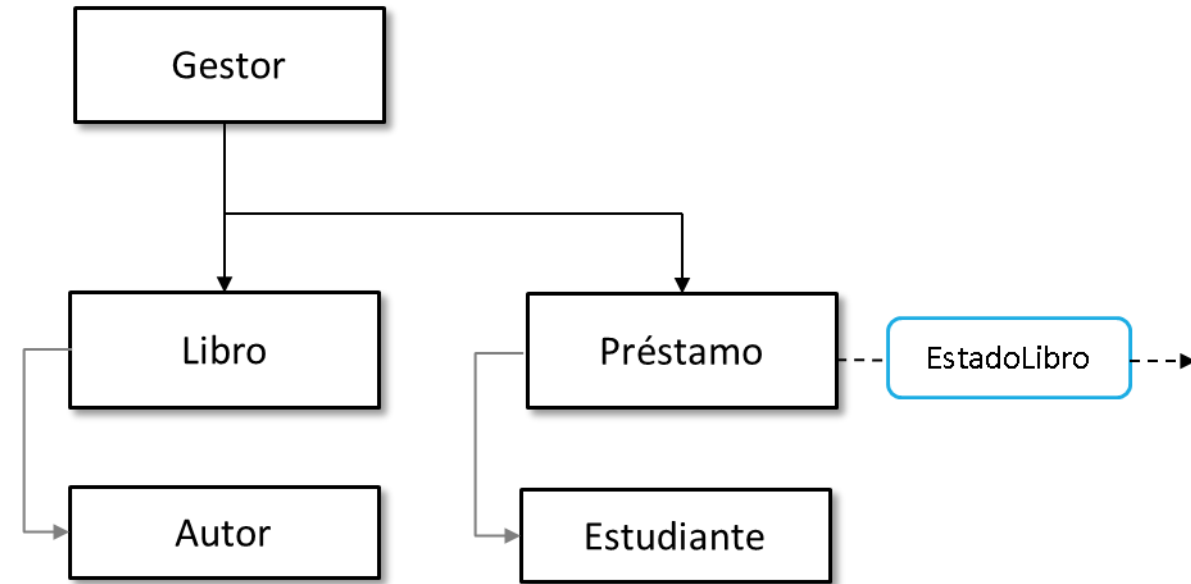 Gestor
Libro
Préstamo
EstadoLibro
Autor
Estudiante